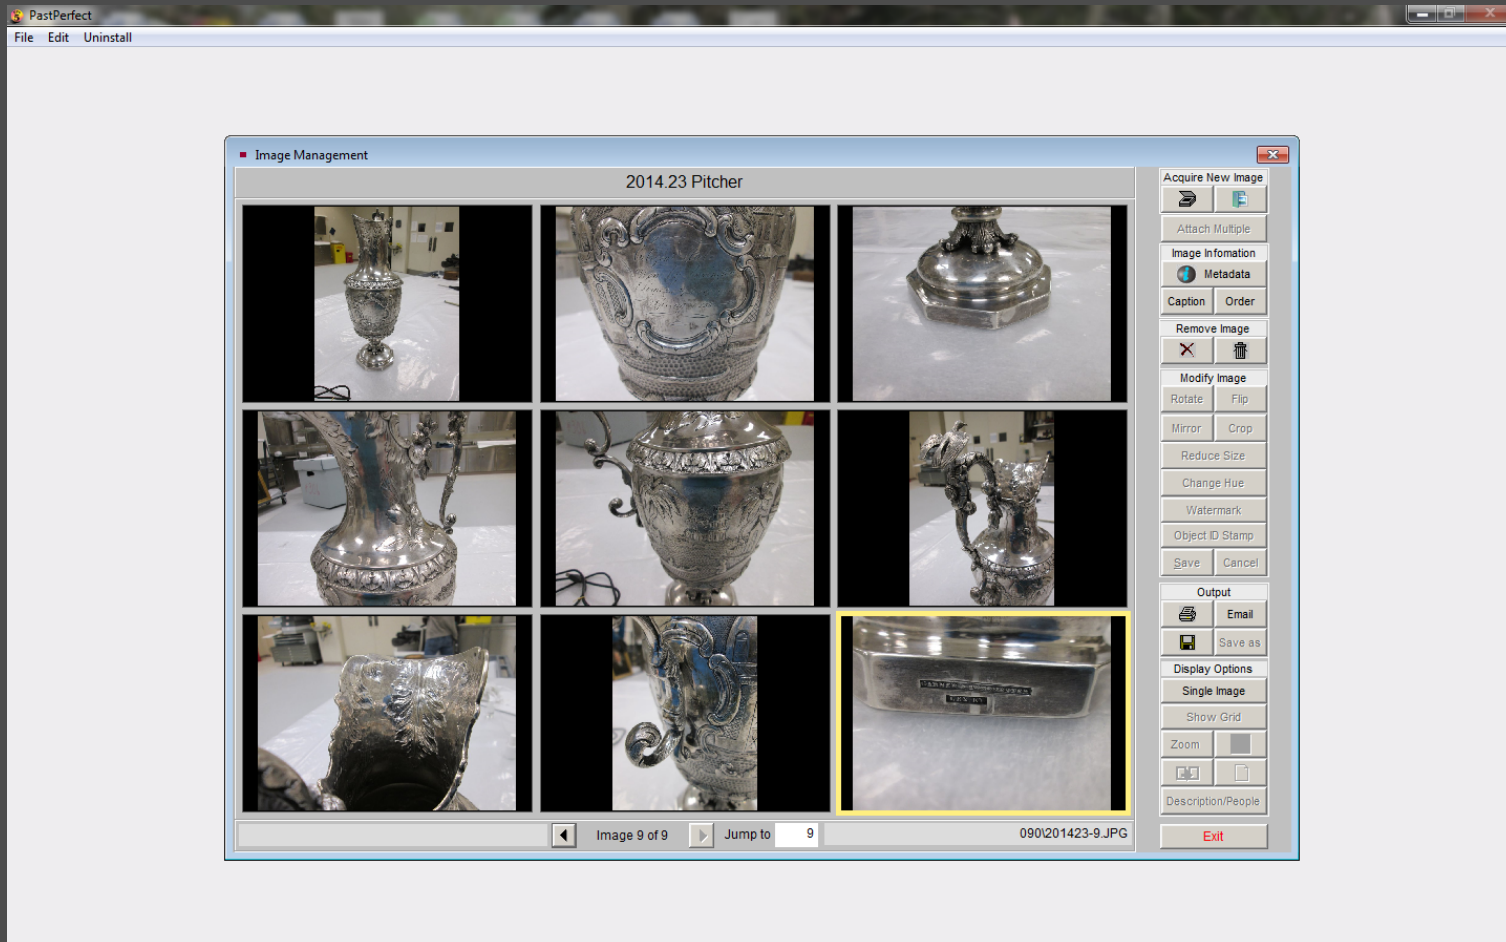 PastPerfect
File Edit Uninstall
Image Management
2014.23 Pitcher
Acquire New Image
Attach Multiple
Image Infomation
Metadata
Caption Order
Remove Image
Modify Image
Rotate Flip
Mirror Crop
Reduce Size
Change Hue
Watermark
Object ID Stamp
Save Cancel
Output
Email
Save as
Display Options
Single Image
Show Grid
Zoom
Description/People
Exit
Image 9 of 9 Jump to 9 090\201423-9.JPG